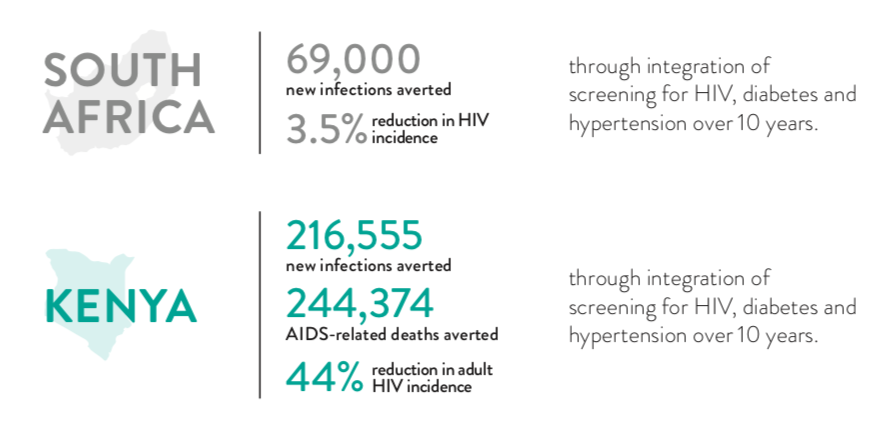 SOUTH
AFRICA
69,000
new infections averted
3.5% reduction in HIV
incidence
through integration of
screening for HIV, diabetes and
hypertension over 10 years.
KENYA
216,555
new infections averted
244,374
AIDS-related deaths averted
44% reduction in adult
HIV incidence
through integration of
screening for HIV, diabetes and
hypertension over 10 years.